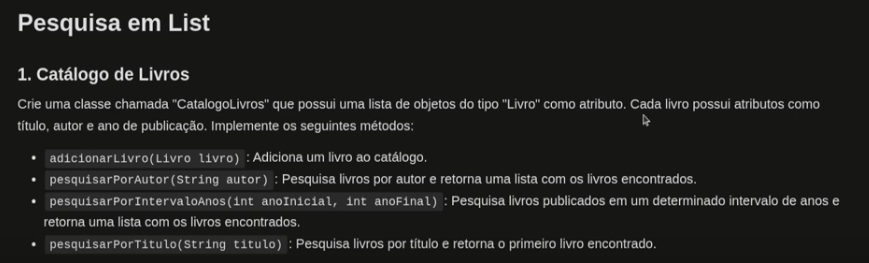 Pesquisa em List
1. Catálogo de Livros
Crie uma classe chamada "CatalogoLivros" que possui uma lista de objetos do tipo "Livro" como atributo. Cada livro possui atributos como
título, autor e ano de publicação. Implemente os seguintes métodos:
• adicionarLivro(Livro livro) : Adiciona um livro ao catálogo.
• pesquisarPorAutor(String autor) : Pesquisa livros por autor e retorna uma lista com os livros encontrados.
• pesquisarPorIntervaloAnos(int anoInicial, int anoFinal) : Pesquisa livros publicados em um determinado intervalo de anos e
retorna uma lista com os livros encontrados.
• pesquisarPorTitulo(String titulo) : Pesquisa livros por título e retorna o primeiro livro encontrado.